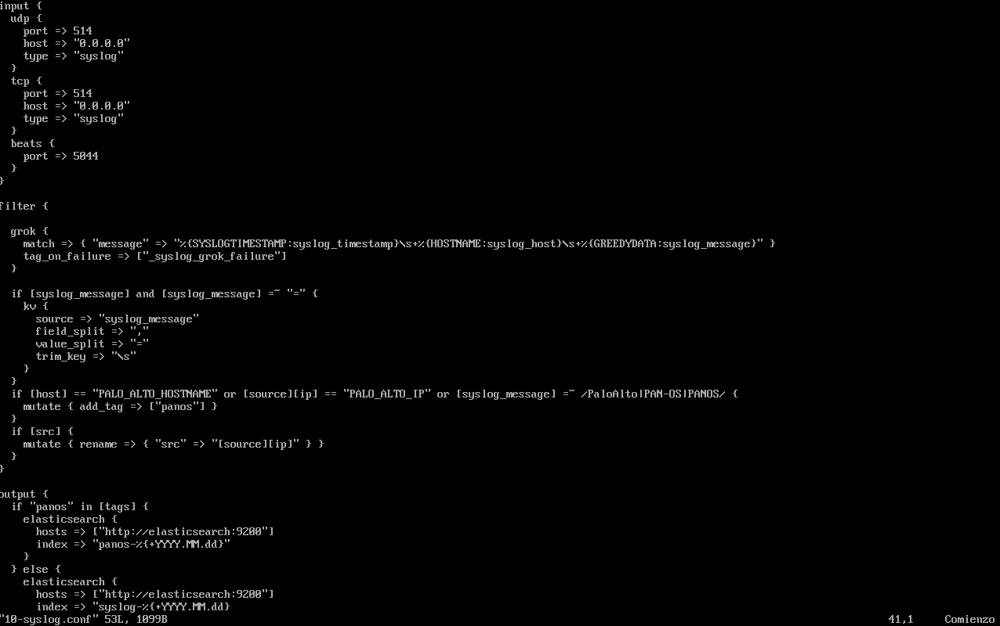 input {
  udp {
    port => 514
    host => "0.0.0.0"
    type => "syslog"
  }
  tcp {
    port => 514
    host => "0.0.0.0"
    type => "syslog"
  }
  beats {
    port => 5044
  }
}

filter {

  grok {
    match => { "message" => "%{SYSLOGTIMESTAMP:syslog_timestamp}\s+%{HOSTNAME:syslog_host}\s+%{GREEDYDATA:syslog_message}" }
    tag_on_failure => ["_syslog_grok_failure"]
  }

  if [syslog_message] and [syslog_message] =~ "=" {
    kv {
      source => "syslog_message"
      field_split => ","
      value_split => "="
      trim_key => "\s"
    }
  }
  if [host] == "PALO_ALTO_HOSTNAME" or [source][ip] == "PALO_ALTO_IP" or [syslog_message] =~ /PaloAlto|PAN-OS|PANOS/ {
    mutate { add_tag => ["panos"] }
  }
  if [src] {
    mutate { rename => { "src" => "[source][ip]" } }
  }
}

output {
  if "panos" in [tags] {
    elasticsearch {
      hosts => ["http://elasticsearch:9200"]
      index => "panos-%{+YYYY.MM.dd}"
    }
  } else {
    elasticsearch {
      hosts => ["http://elasticsearch:9200"]
      index => "syslog-%{+YYYY.MM.dd}
"10-syslog.conf" 53L, 1099B 41,1 Comienzo